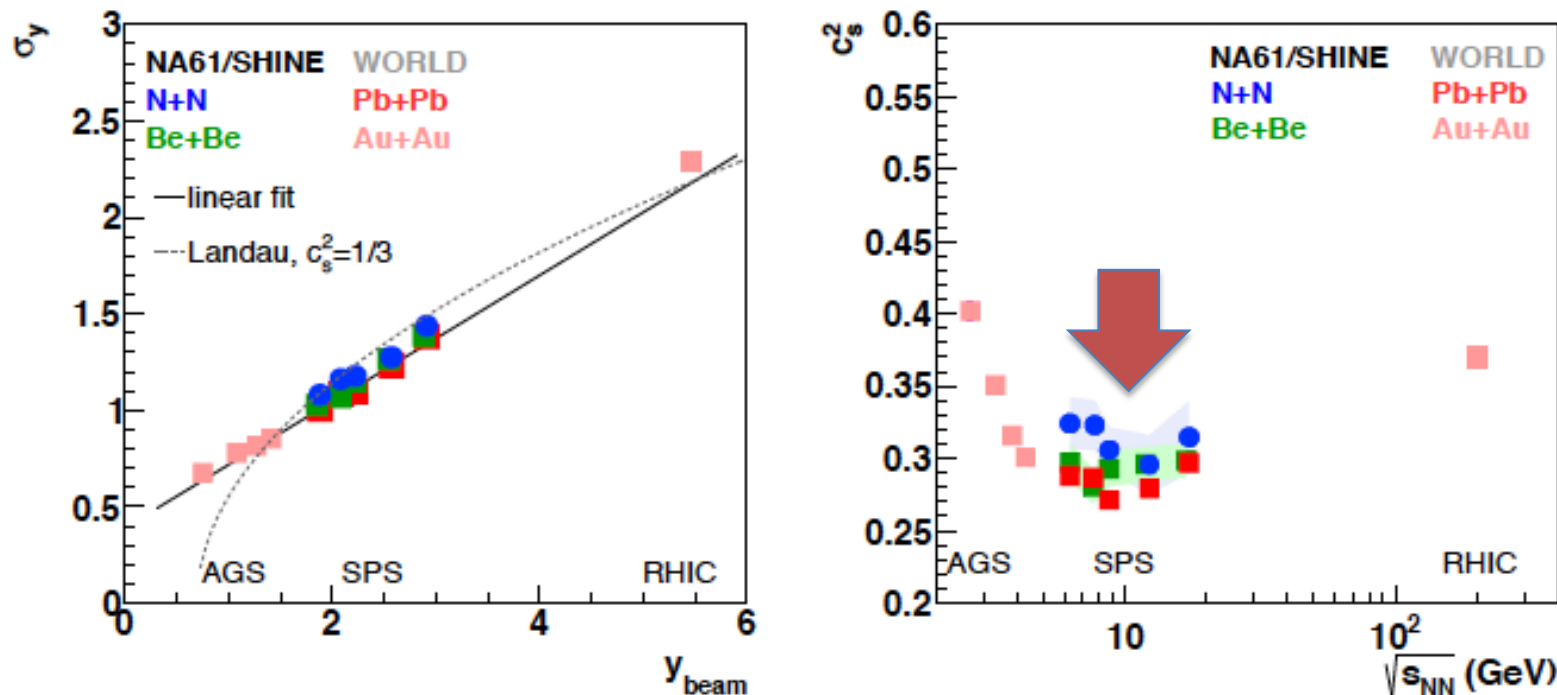 σy
3
2.5
2
1.5
1
0.5
0
NA61/SHINE WORLD
N+N Pb+Pb
Be+Be Au+Au
linear fit
Landau, c²s=1/3
AGS SPS RHIC
0 2 4 6
ybeam
c²s
0.6
0.55
0.5
0.45
0.4
0.35
0.3
0.25
0.2
NA61/SHINE WORLD
N+N Pb+Pb
Be+Be Au+Au
AGS SPS RHIC
10 10²
√sNN (GeV)